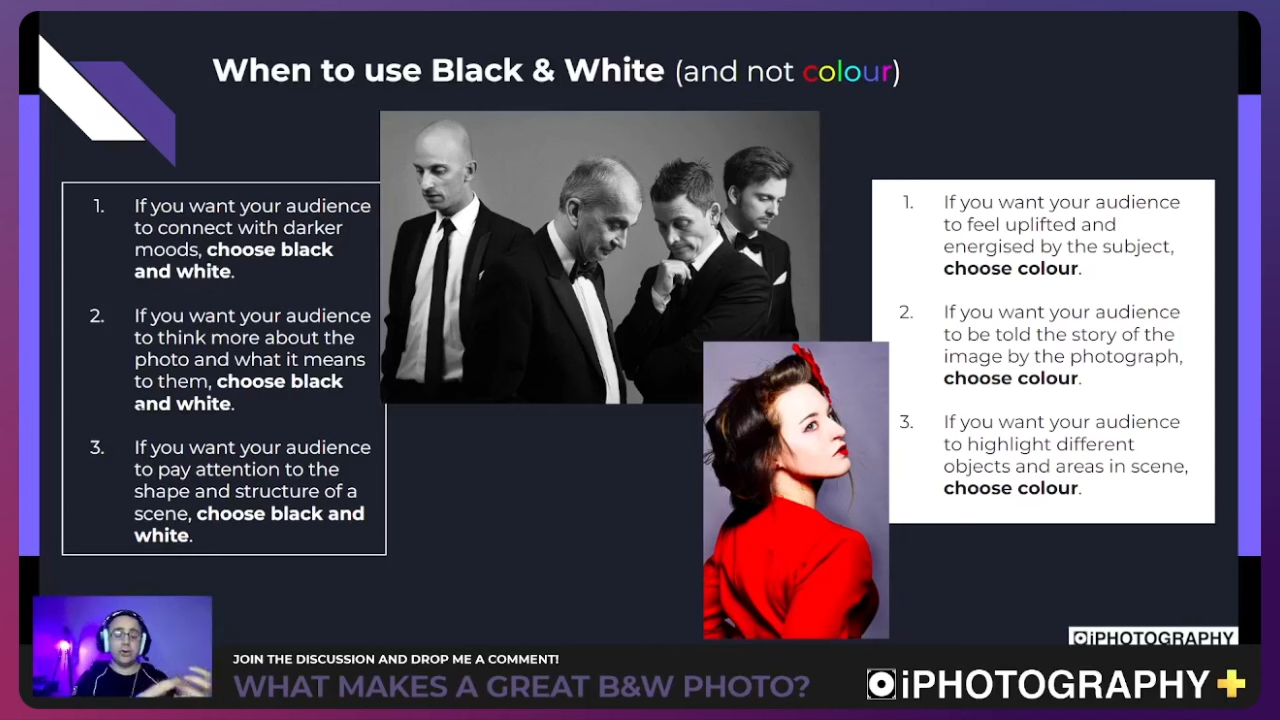 When to use Black & White (and not colour)
1. If you want your audience
to connect with darker
moods, choose black
and white.
2. If you want your audience
to think more about the
photo and what it means
to them, choose black
and white.
3. If you want your audience
to pay attention to the
shape and structure of a
scene, choose black and
white.
1. If you want your audience
to feel uplifted and
energised by the subject,
choose colour.
2. If you want your audience
to be told the story of the
image by the photograph,
choose colour.
3. If you want your audience
to highlight different
objects and areas in scene,
choose colour.
iPHOTOGRAPHY
JOIN THE DISCUSSION AND DROP ME A COMMENT!
WHAT MAKES A GREAT B&W PHOTO?
iPHOTOGRAPHY+